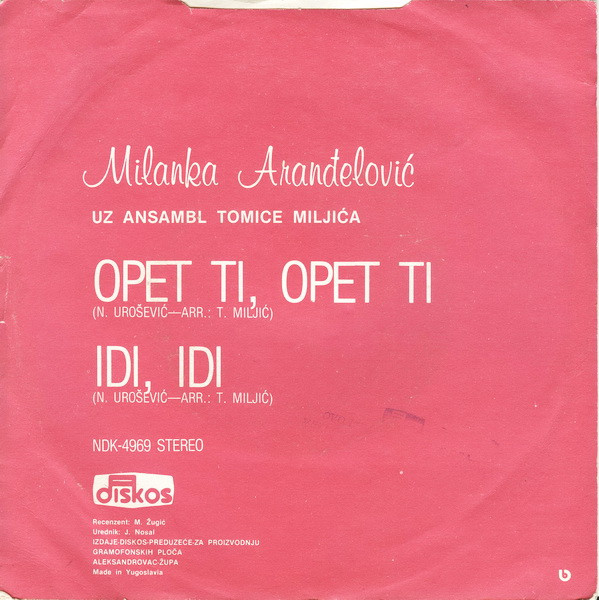 Milanka Aranđelović
UZ ANSAMBL TOMICE MILJIĆA
OPET TI, OPET TI
(N. UROŠEVIĆ—ARR.: T. MILJIĆ)
IDI, IDI
(N. UROŠEVIĆ—ARR.: T. MILJIĆ)
NDK-4969 STEREO
diskos
Recenzent: M. Žugić
Urednik: J. Nosal
IZDAJE-DISKOS-PREDUZEĆE-ZA PROIZVODNJU
GRAMOFONSKIH PLOČA
ALEKSANDROVAC-ŽUPA
Made in Yugoslavia
b